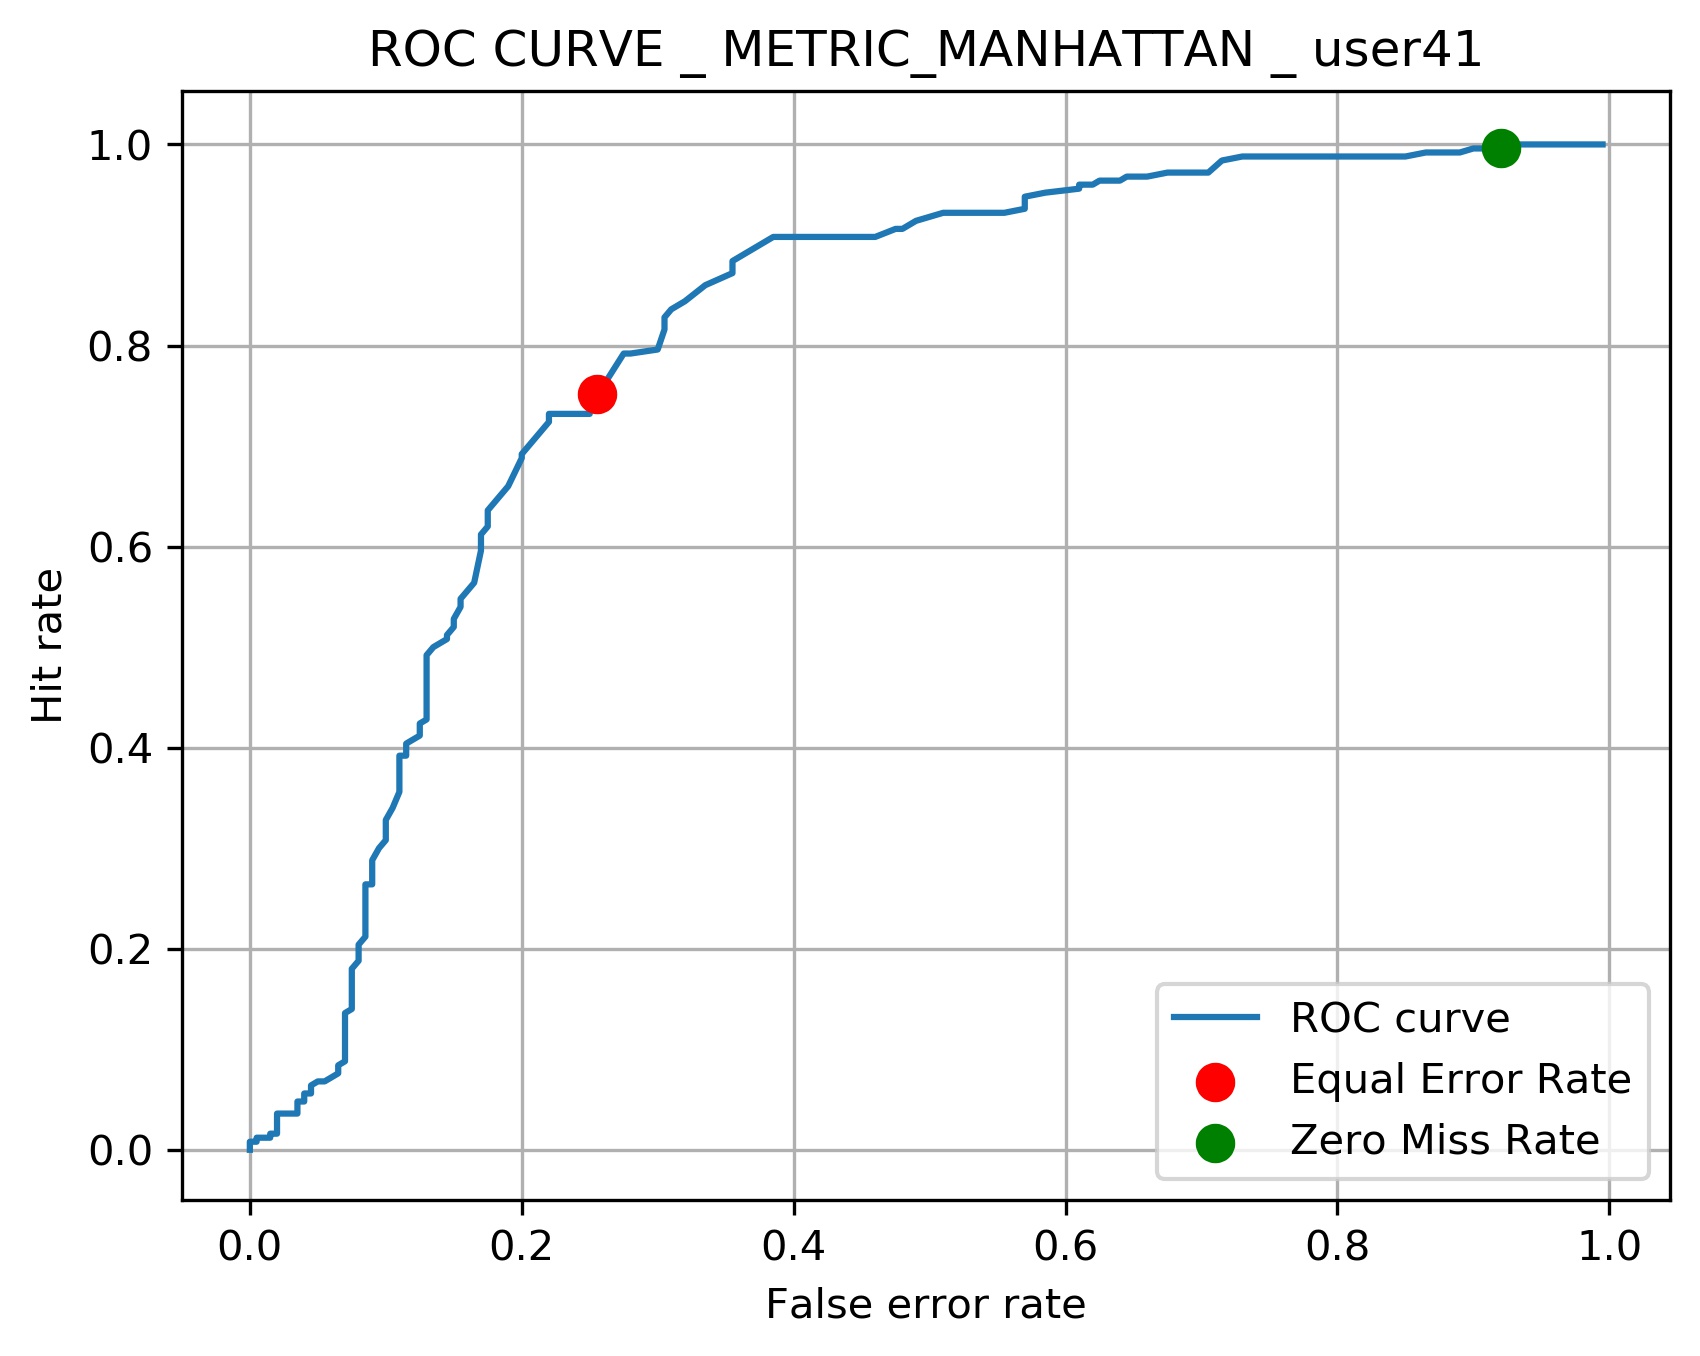 ROC CURVE _ METRIC_MANHATTAN _ user41
1.0
0.8
0.6
0.4
0.2
0.0
Hit rate
ROC curve
Equal Error Rate
Zero Miss Rate
0.0 0.2 0.4 0.6 0.8 1.0
False error rate